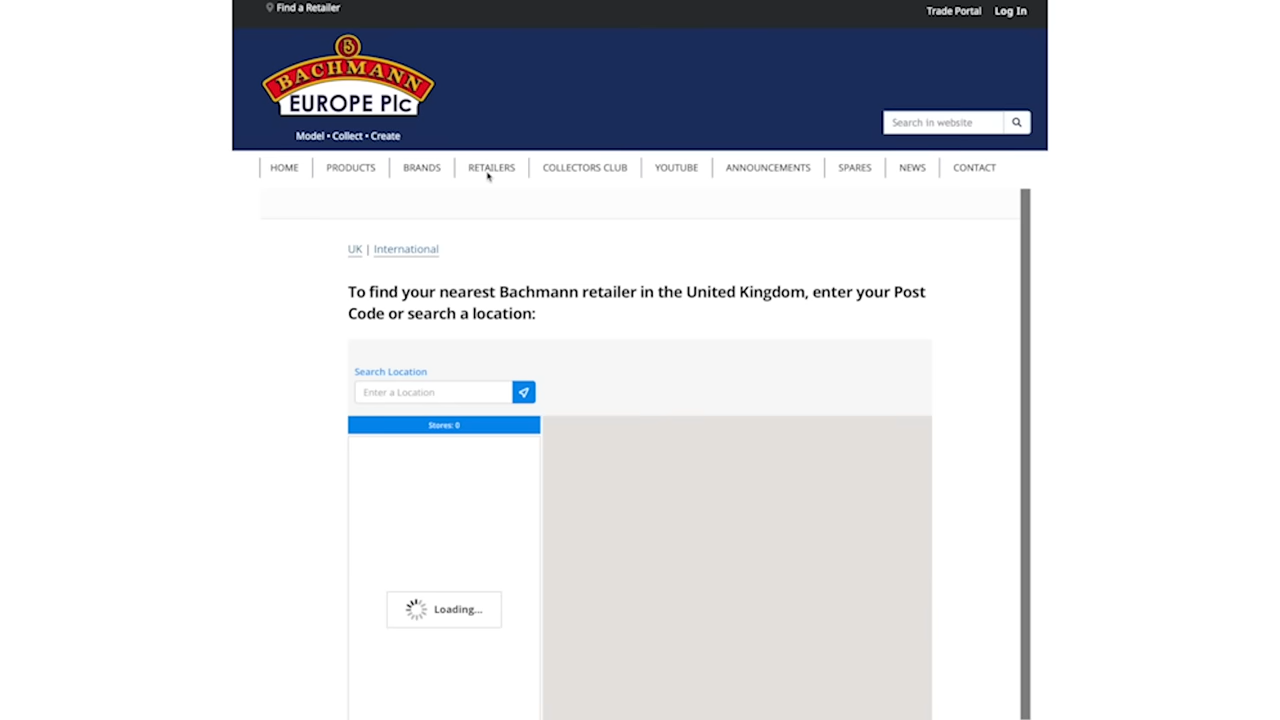 Find a Retailer
Trade Portal
Log In
BACHMANN
EUROPE Plc
Model • Collect • Create
Search in website
HOME
PRODUCTS
BRANDS
RETAILERS
COLLECTORS CLUB
YOUTUBE
ANNOUNCEMENTS
SPARES
NEWS
CONTACT
UK | International
To find your nearest Bachmann retailer in the United Kingdom, enter your Post
Code or search a location:
Search Location
Enter a Location
Stores: 0
Loading...